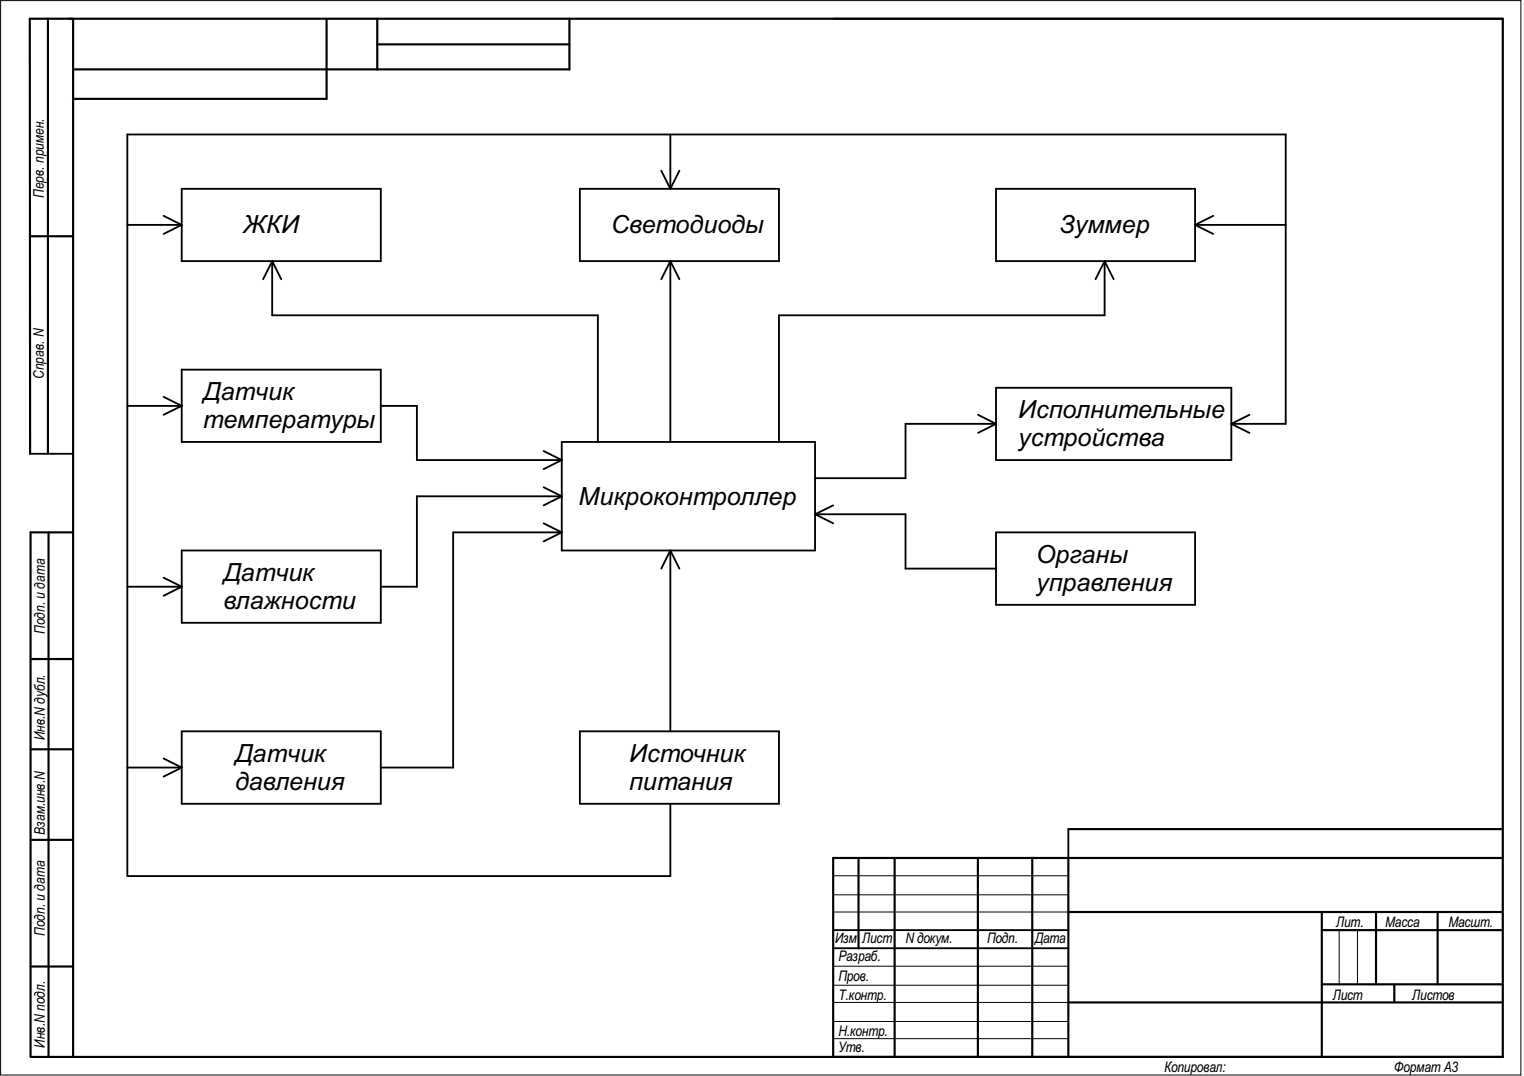 Перв. примен.
Справ. N
Подп. и дата
Инв.N дубл.
Взам.инв.N
Подп. и дата
Инв.N подл.
ЖКИ
Светодиоды
Зуммер
Датчик
температуры
Исполнительные
устройства
Микроконтроллер
Датчик
влажности
Органы
управления
Датчик
давления
Источник
питания
Изм Лист N докум. Подп. Дата
Разраб.
Пров.
Т.контр.
Н.контр.
Утв.
Лит. Масса Масшт.
Лист Листов
Копировал: Формат А3